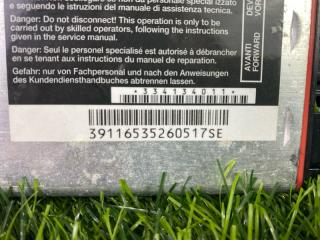 e seguendo le istruzioni del manuale di assistenza tecnica.
Danger: Do not disconnect! This operation is only to be
carried out by skilled operators, following the instructions
given in the service manual.
Danger: Seul le personel spécialisé est autorisé à débrancher
en se tenant aux instructions du manuel de reparation.
Gefahr: nur von Fachpersonal und nach den Anweisungen
des Kundendiensthandbuches abtrennen lassen.
*334134011*
39116535260517SE
AVANTI
FORWARD